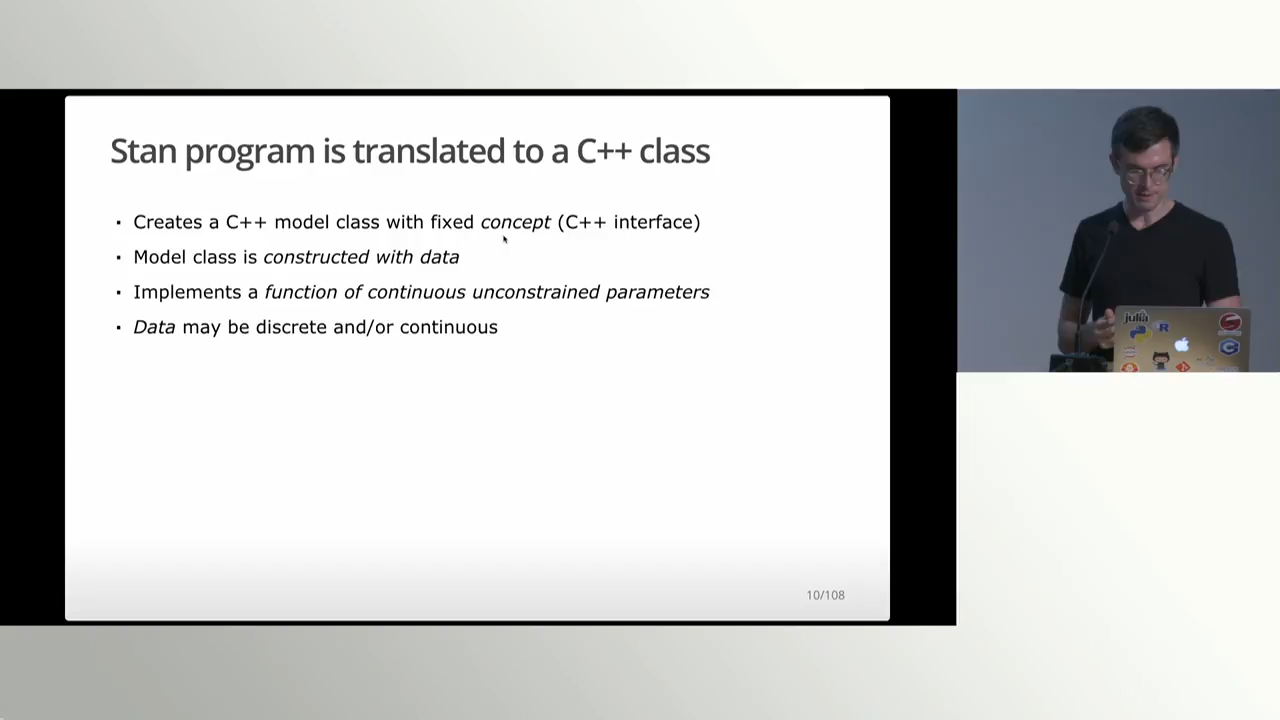 Stan program is translated to a C++ class
▪ Creates a C++ model class with fixed concept (C++ interface)
▪ Model class is constructed with data
▪ Implements a function of continuous unconstrained parameters
▪ Data may be discrete and/or continuous
10/108
julia
R